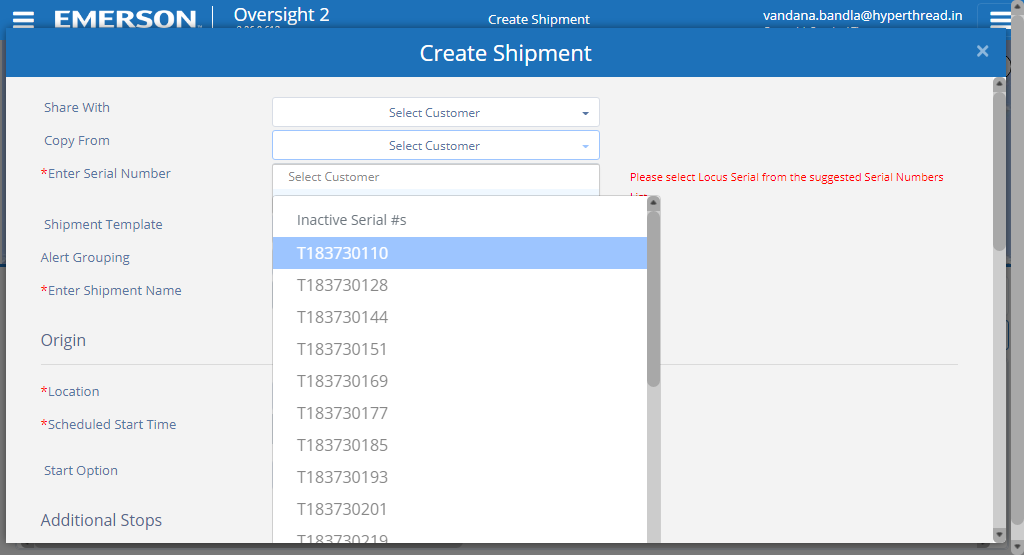 EMERSON
Oversight 2
Create Shipment
vandana.bandla@hyperthread.in
Create Shipment
×
Share With
Select Customer
Copy From
Select Customer
*Enter Serial Number
Select Customer
Please select Locus Serial from the suggested Serial Numbers
Inactive Serial #s
Shipment Template
T183730110
Alert Grouping
T183730128
*Enter Shipment Name
T183730144
Origin
T183730151
T183730169
*Location
T183730177
*Scheduled Start Time
T183730185
Start Option
T183730193
T183730201
Additional Stops
T183730219